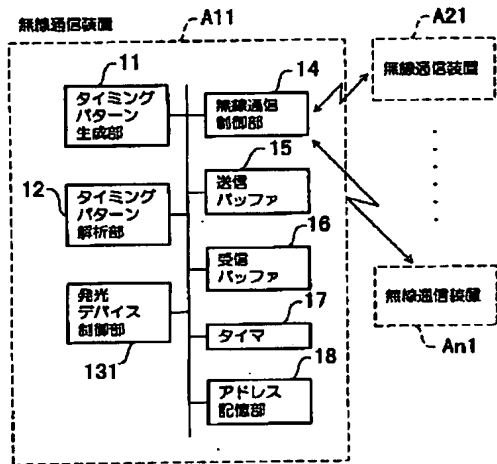 無線通信装置
A11
A21
11
タイミング
パターン
生成部
14
無線通信
制御部
無線通信装置
12
タイミング
パターン
解析部
15
送信
バッファ
16
受信
バッファ
発光
デバイス
制御部
131
17
タイマ
18
アドレス
記憶部
無線通信装置
An1